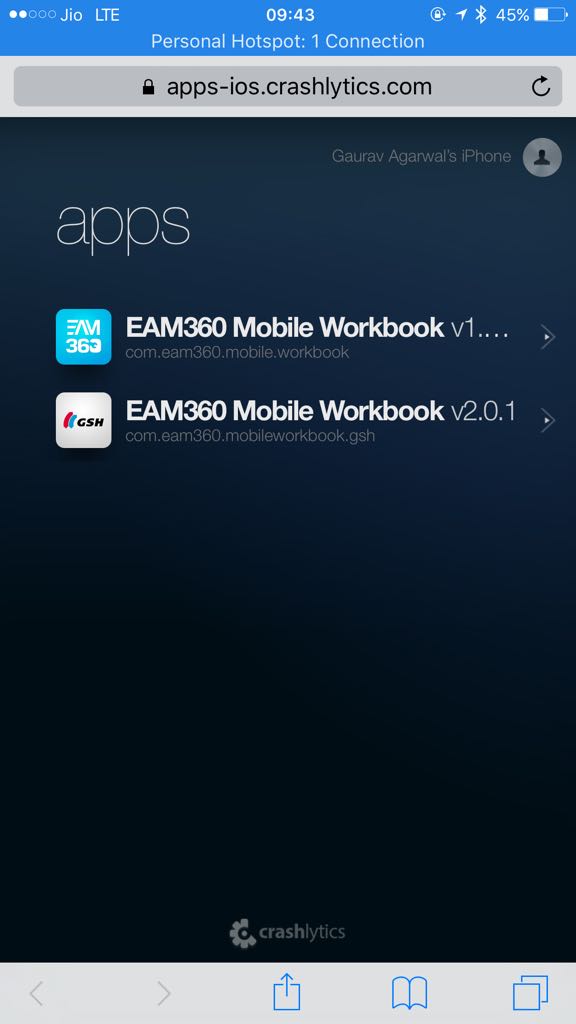 Jio LTE 09:43 45%
Personal Hotspot: 1 Connection
apps-ios.crashlytics.com
Gaurav Agarwal's iPhone
apps
EAM
360
EAM360 Mobile Workbook v1....
com.eam360.mobile.workbook
GSH
EAM360 Mobile Workbook v2.0.1
com.eam360.mobileworkbook.gsh
crashlytics